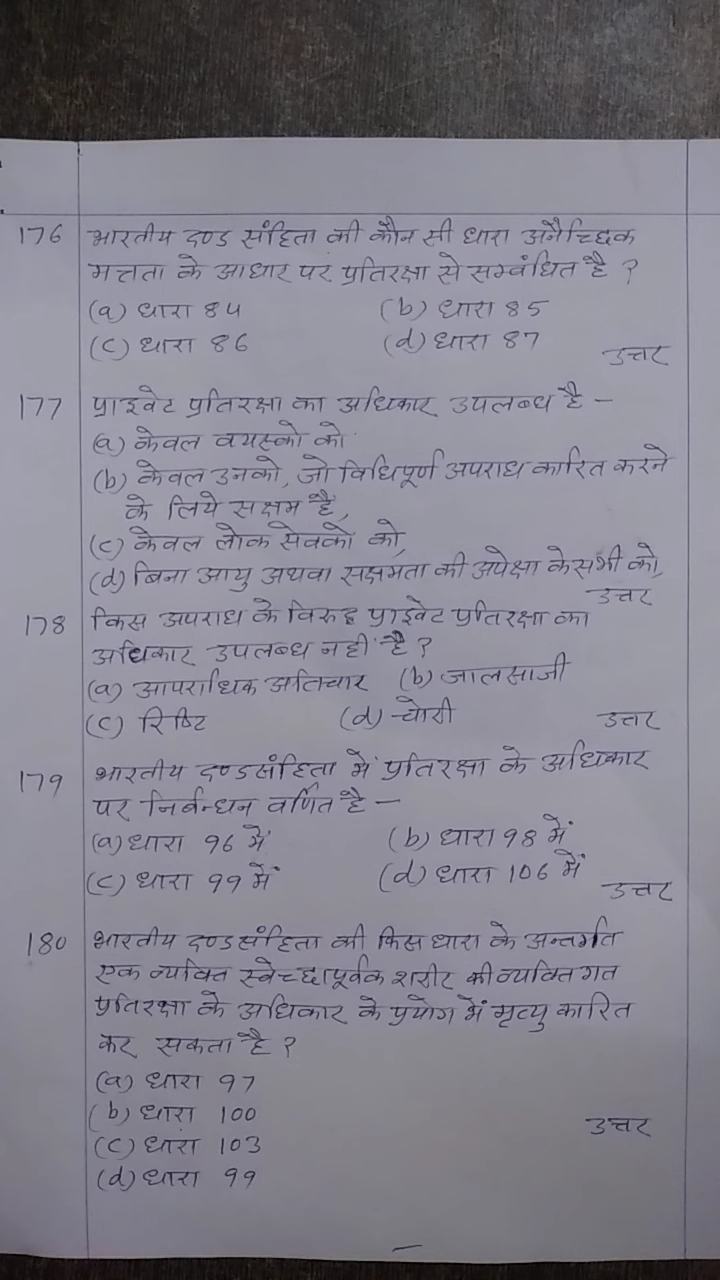 176 भारतीय दण्ड संहिता की कौन सी धारा अनैच्छिक
मत्तता के आधार पर प्रतिरक्षा से सम्बंधित है ?
(a) धारा 84 (b) धारा 85
(c) धारा 86 (d) धारा 87 उत्तर
177 प्राइवेट प्रतिरक्षा का अधिकार उपलब्ध है –
(a) केवल वयस्को को
(b) केवल उनको, जो विधिपूर्ण अपराध कारित करने
के लिये सक्षम है,
(c) केवल लोक सेवको को,
(d) बिना आयु अथवा सक्षमता की अपेक्षा के सभी को,
उत्तर
178 किस अपराध के विरुद्ध प्राइवेट प्रतिरक्षा का
अधिकार उपलब्ध नही है ?
(a) आपराधिक अतिचार (b) जालसाजी
(c) रिष्टि (d) चोरी उत्तर
179 भारतीय दण्डसंहिता में प्रतिरक्षा के अधिकार
पर निर्बन्धन वर्णित है –
(a) धारा 96 में (b) धारा 98 में
(c) धारा 99 में (d) धारा 106 में उत्तर
180 भारतीय दण्डसंहिता की किस धारा के अन्तर्गत
एक व्यक्ति स्वेच्छापूर्वक शरीर की व्यक्तिगत
प्रतिरक्षा के अधिकार के प्रयोग में मृत्यु कारित
कर सकता है ?
(a) धारा 97
(b) धारा 100 उत्तर
(c) धारा 103
(d) धारा 99